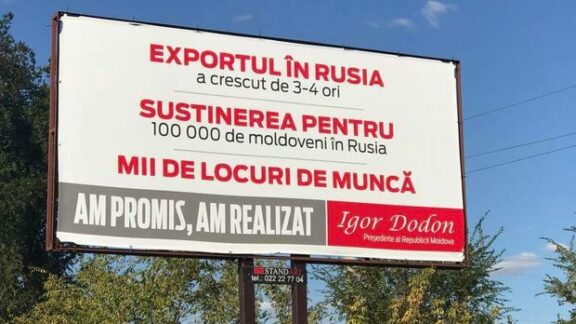 EXPORTUL ÎN RUSIA
a crescut de 3-4 ori
SUSTINEREA PENTRU
100 000 de moldoveni în Rusia
MII DE LOCURI DE MUNCĂ
AM PROMIS, AM REALIZAT
Igor Dodon
Președinte al Republicii Moldova
STAND
tel.: 022 22 77 04